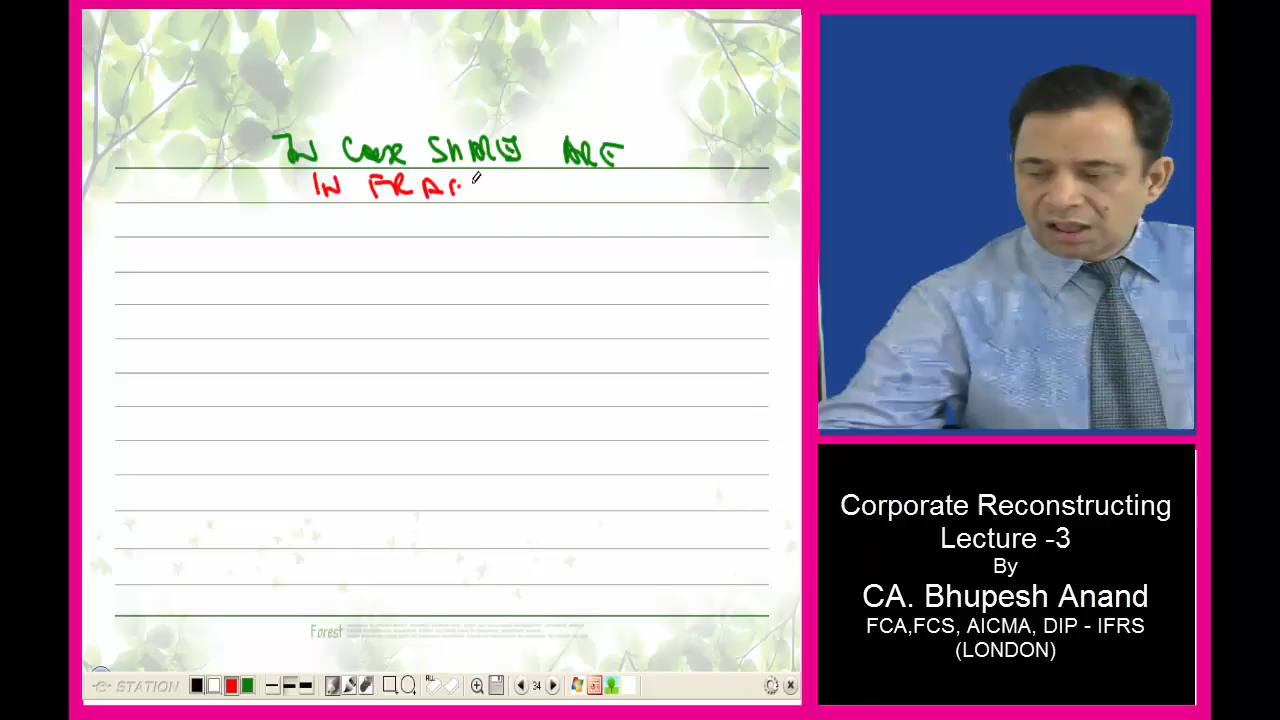 IN CASE SHARES ARE
IN FRAC
Forest
e-STATION
34
Corporate Reconstructing
Lecture -3
By
CA. Bhupesh Anand
FCA,FCS, AICMA, DIP - IFRS
(LONDON)